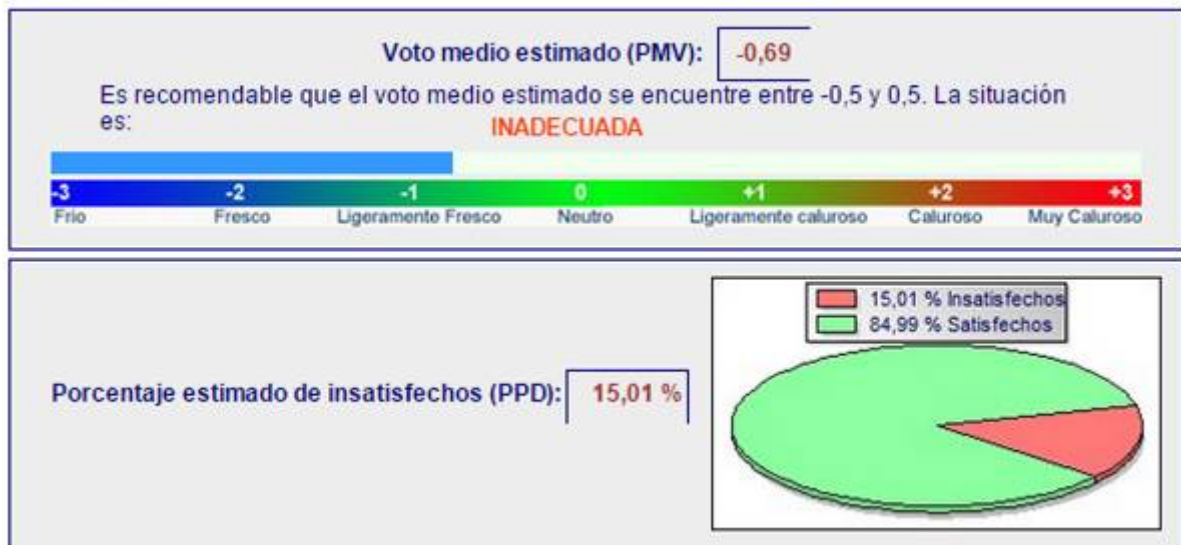 Voto medio estimado (PMV): -0,69
Es recomendable que el voto medio estimado se encuentre entre -0,5 y 0,5. La situación
es: INADECUADA
-3 -2 -1 0 +1 +2 +3
Frio Fresco Ligeramente Fresco Neutro Ligeramente caluroso Caluroso Muy Caluroso
15,01 % Insatisfechos
84,99 % Satisfechos
Porcentaje estimado de insatisfechos (PPD): 15,01 %